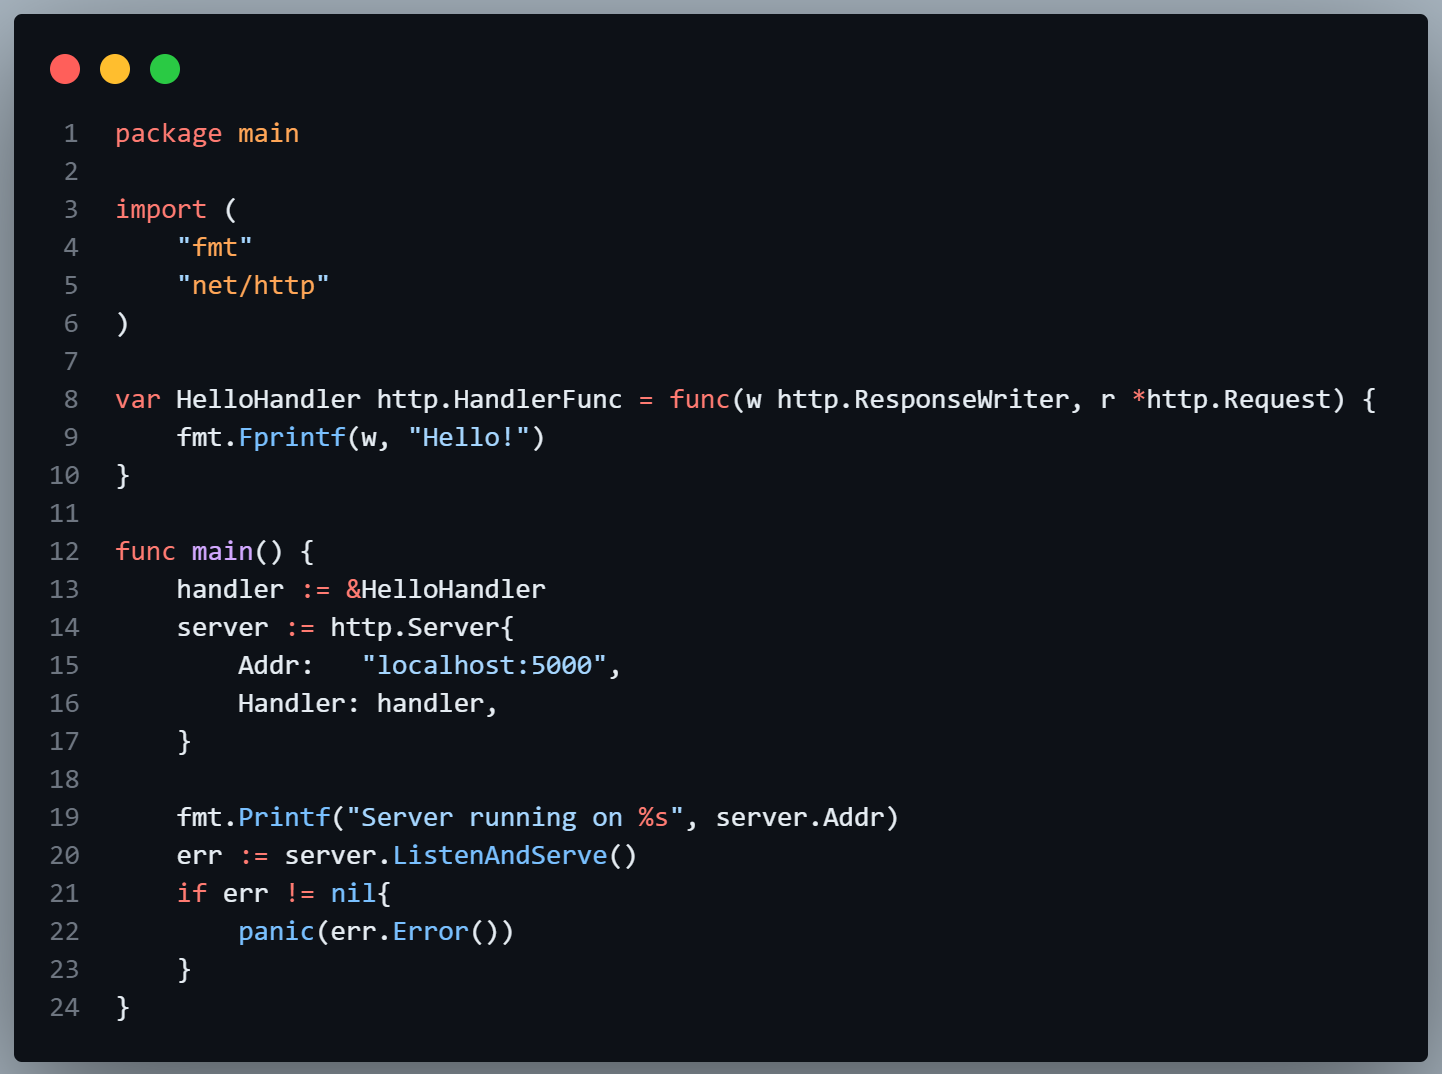 1 package main
2
3 import (
4     "fmt"
5     "net/http"
6 )
7
8 var HelloHandler http.HandlerFunc = func(w http.ResponseWriter, r *http.Request) {
9     fmt.Fprintf(w, "Hello!")
10 }
11
12 func main() {
13     handler := &HelloHandler
14     server := http.Server{
15         Addr:   "localhost:5000",
16         Handler: handler,
17     }
18
19     fmt.Printf("Server running on %s", server.Addr)
20     err := server.ListenAndServe()
21     if err != nil{
22         panic(err.Error())
23     }
24 }